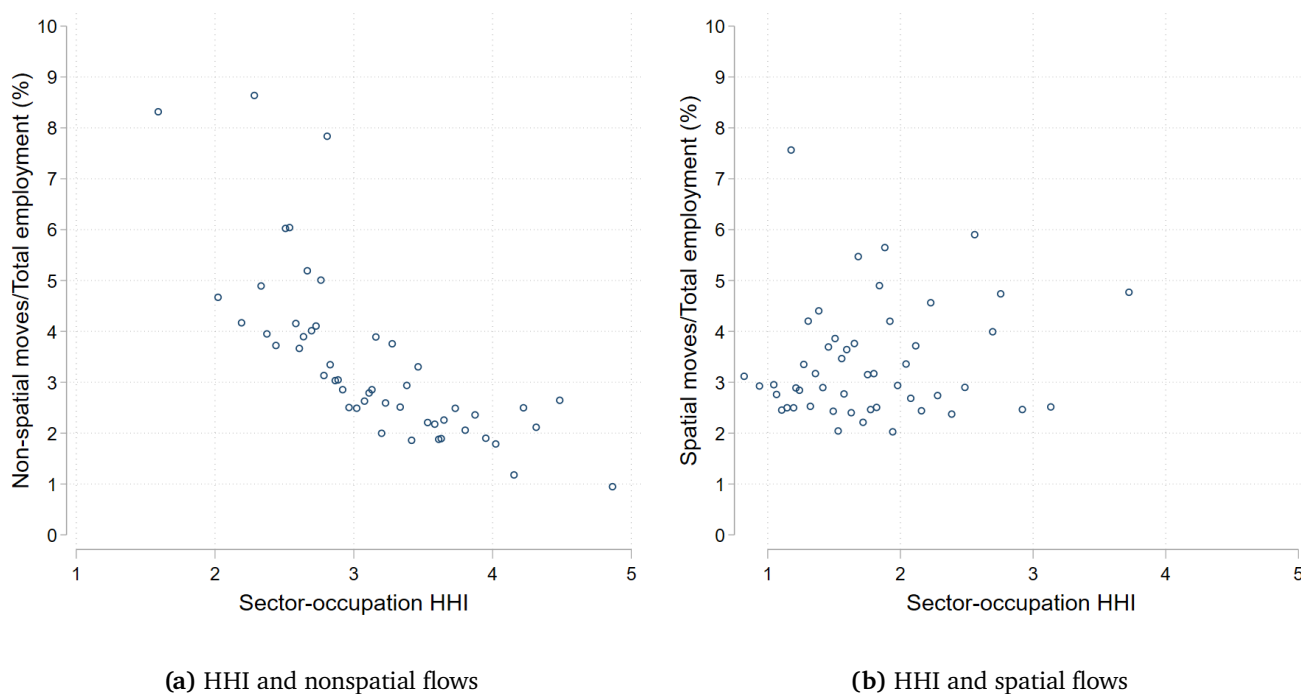 10
9
8
7
6
5
4
3
2
1
0
Non-spatial moves/Total employment (%)
1 2 3 4 5
Sector-occupation HHI
(a) HHI and nonspatial flows
10
9
8
7
6
5
4
3
2
1
0
Spatial moves/Total employment (%)
1 2 3 4 5
Sector-occupation HHI
(b) HHI and spatial flows